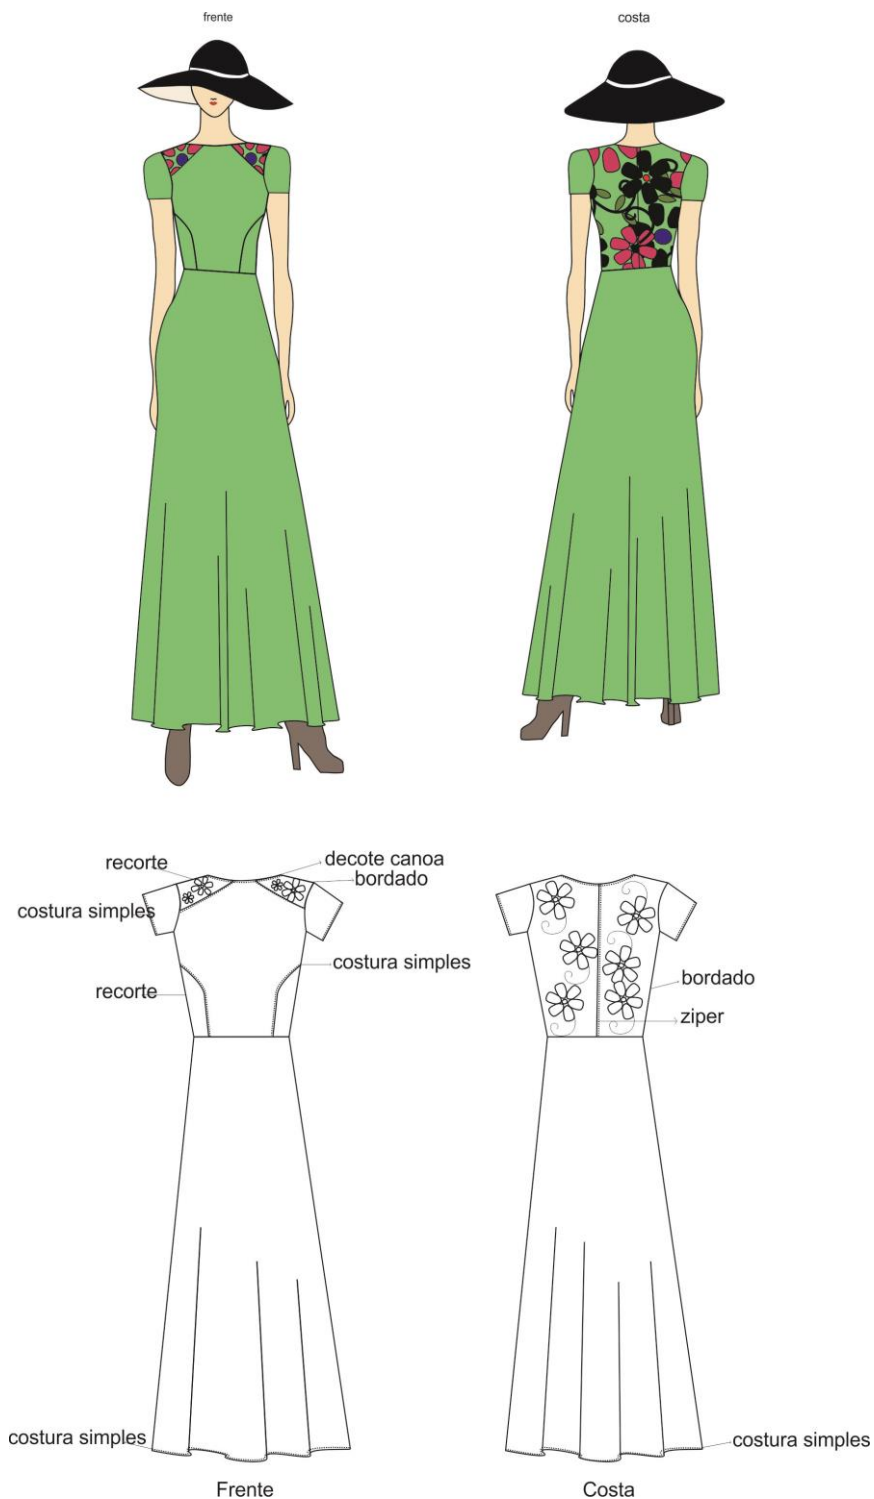 frente
costa
recorte
decote canoa
bordado
costura simples
costura simples
recorte
bordado
ziper
costura simples
costura simples
Frente
Costa